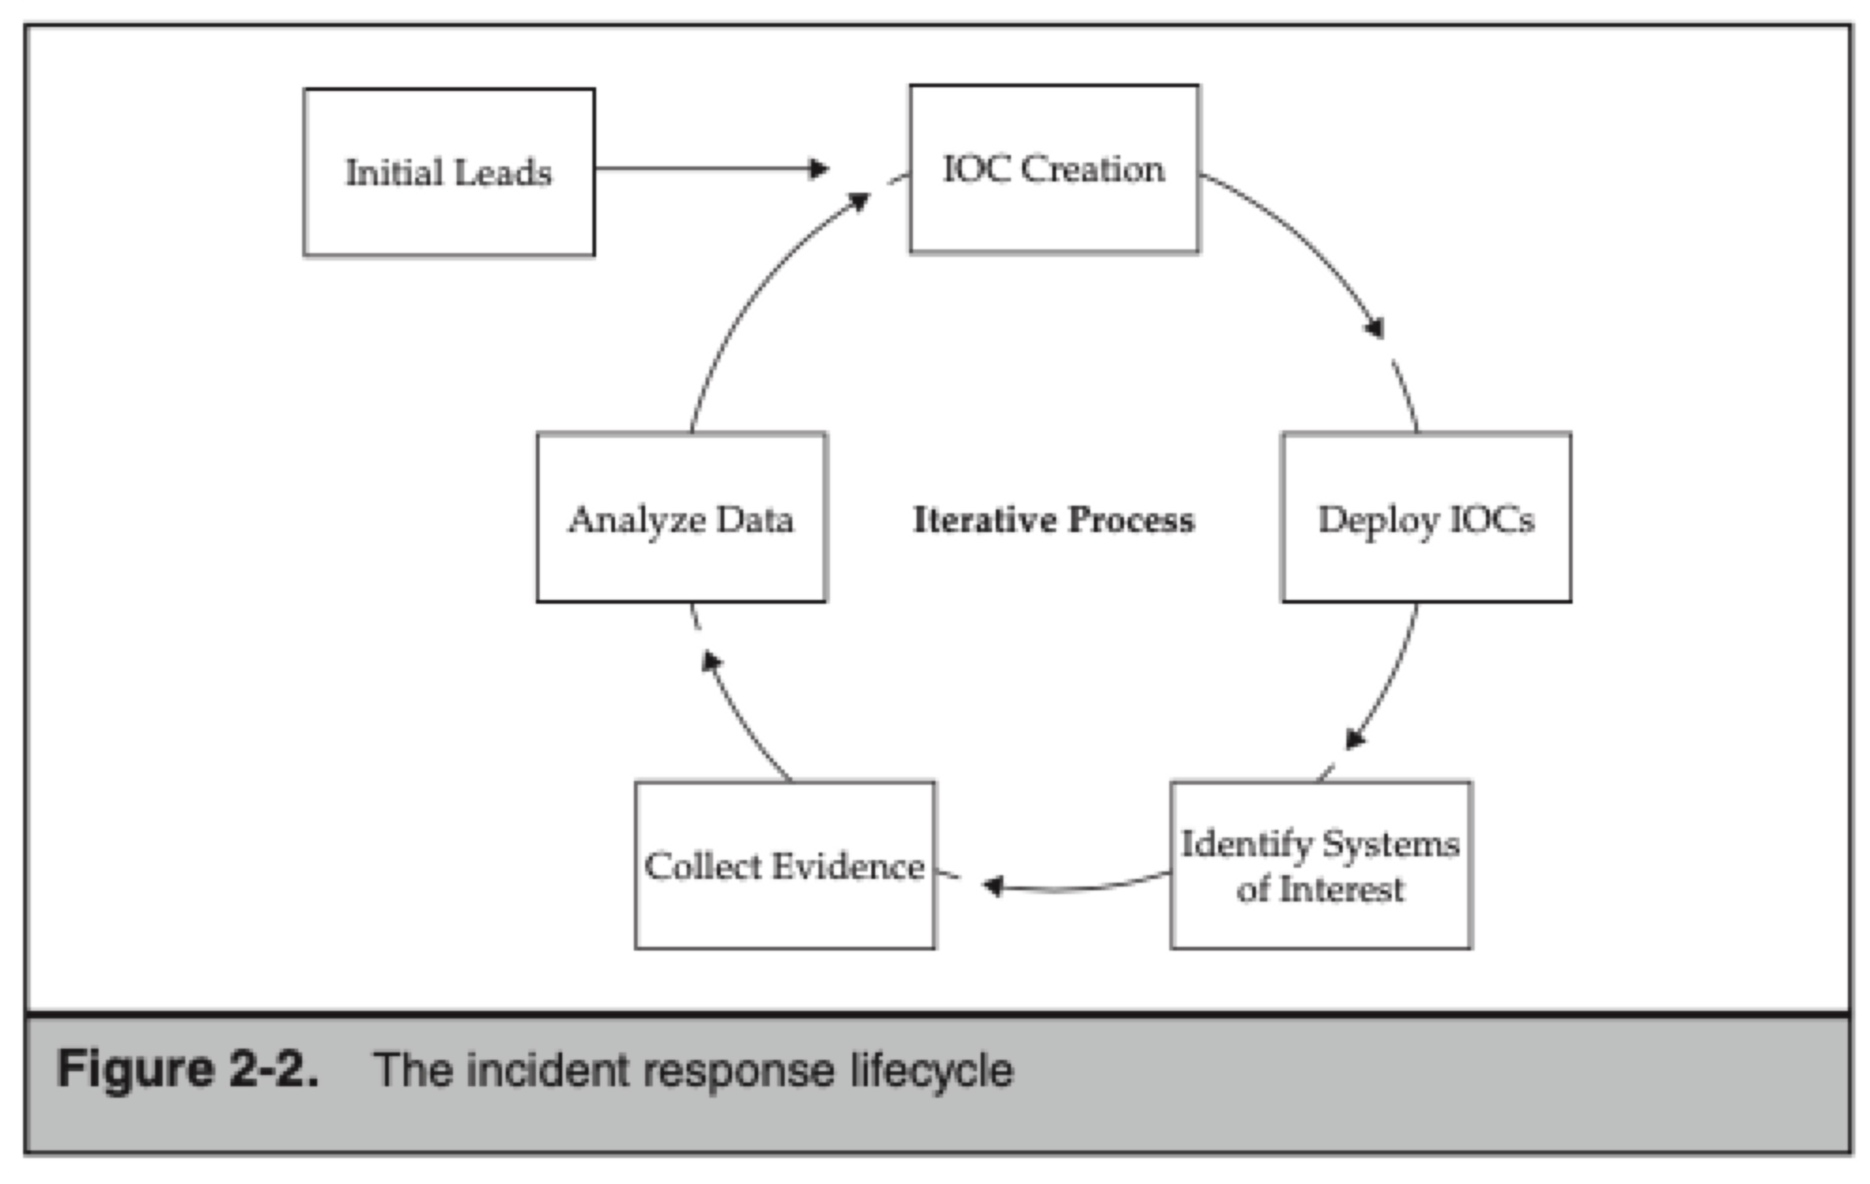 Initial Leads
IOC Creation
Analyze Data
Iterative Process
Deploy IOCs
Collect Evidence
Identify Systems
of Interest
Figure 2-2. The incident response lifecycle